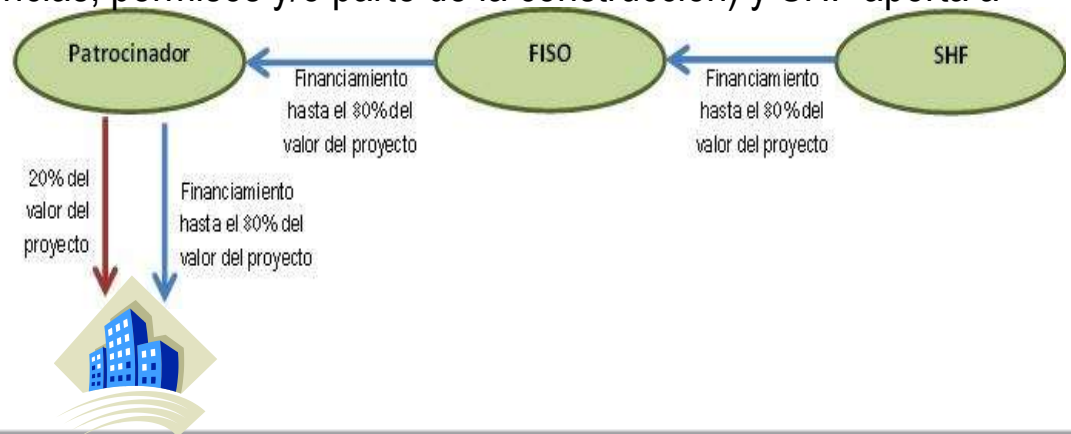 Patrocinador
FISO
SHF
Financiamiento
hasta el 80% del
valor del proyecto
Financiamiento
hasta el 80% del
valor del proyecto
20% del
valor del
proyecto
Financiamiento
hasta el 80% del
valor del proyecto